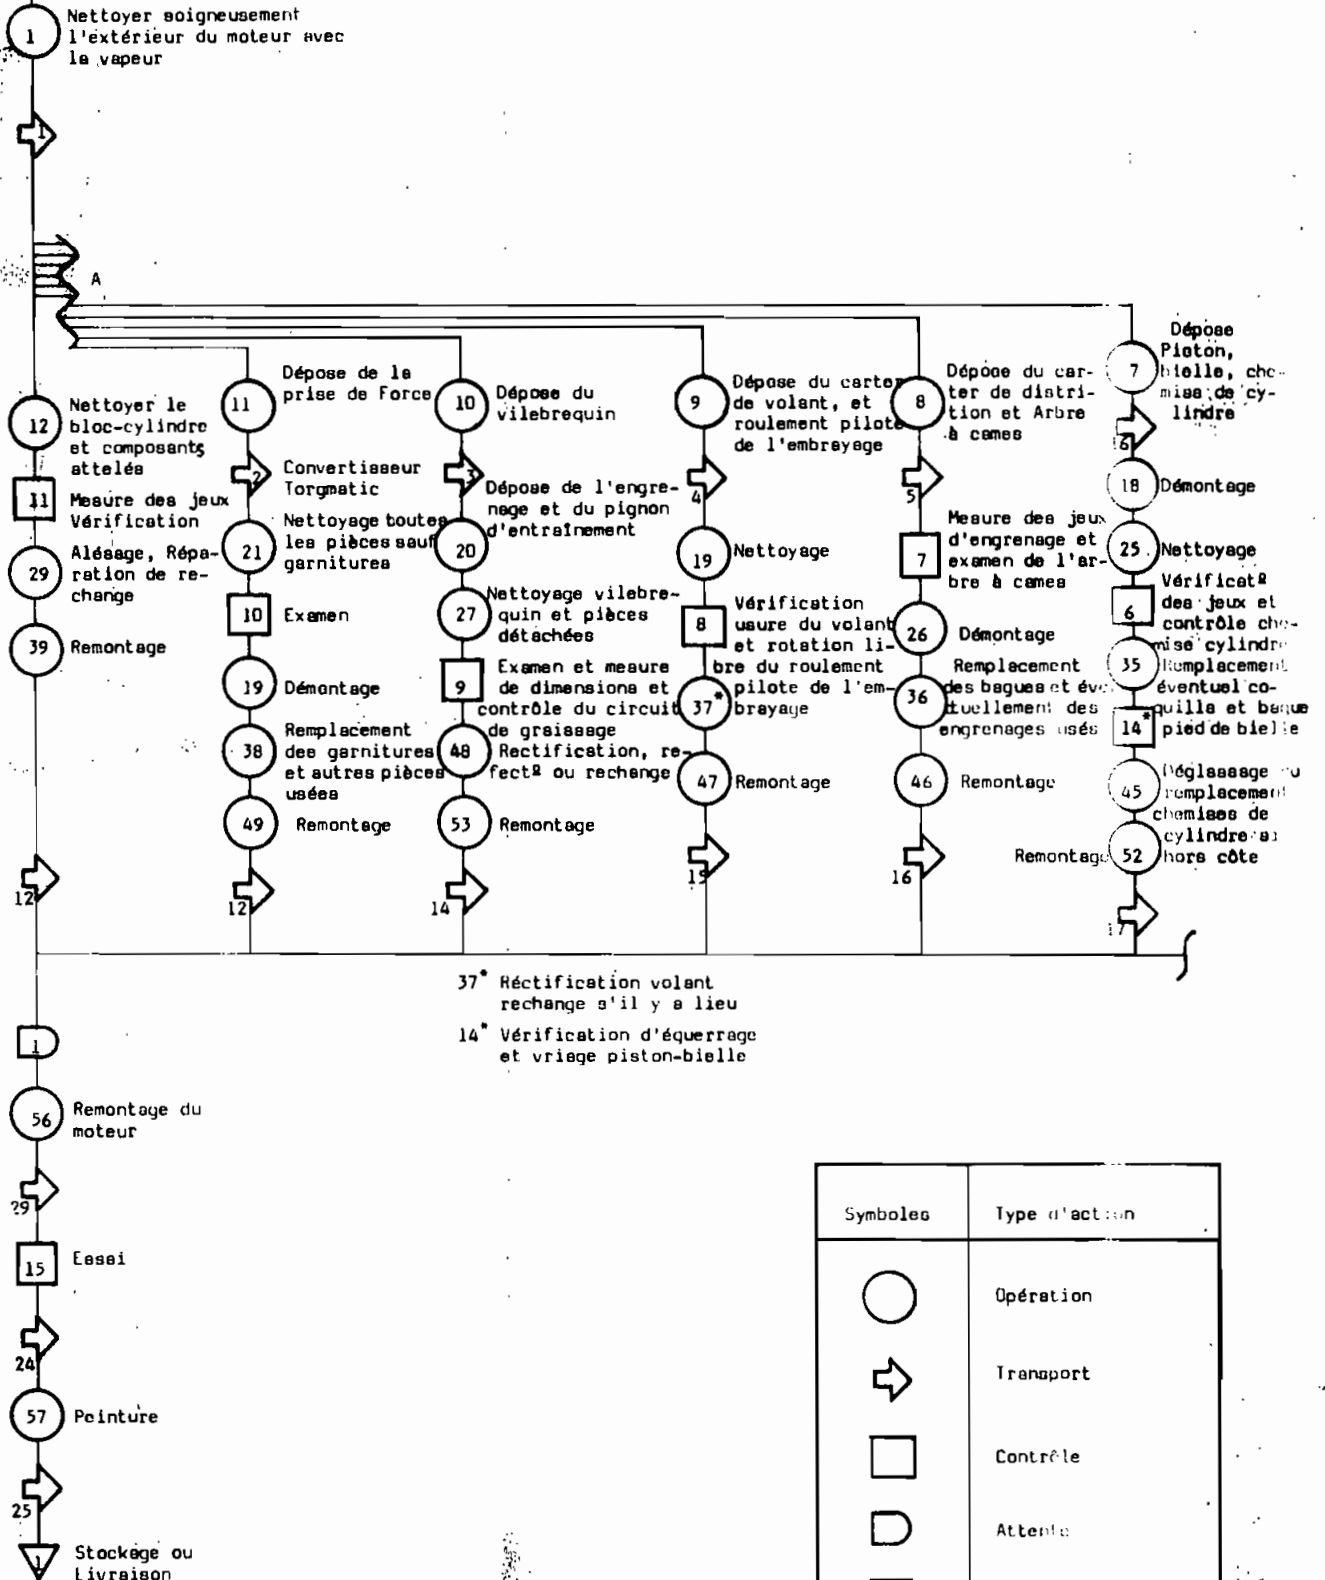 1
Nettoyer soigneusement
l'extérieur du moteur avec
la vapeur
1
A
12
Nettoyer le
bloc-cylindre
et composants
attelés
11
Mesure des jeux
Vérification
29
Alésage, Répa-
ration de re-
change
39
Remontage
12
11
Dépose de la
prise de Force
2
Convertisseur
Torgmatic
21
Nettoyage toutes
les pièces sauf
garnitures
10
Examen
19
Démontage
38
Remplacement
des garnitures
et autres pièces
usées
49
Remontage
12
10
Dépose du
vilebrequin
3
Dépose de l'engre-
nage et du pignon
d'entraînement
20
27
Nettoyage vilebre-
quin et pièces
détachées
9
Examen et mesure
de dimensions et
contrôle du circuit
de graissage
48
Rectification, re-
fectº ou rechange
53
Remontage
14
9
Dépose du carter
de volant, et
roulement pilote
de l'embrayage
4
19
Nettoyage
8
Vérification
usure du volant
et rotation li-
bre du roulement
pilote de l'em-
brayage
37*
47
Remontage
15
8
Dépose du car-
ter de distri-
tion et Arbre
à cames
5
7
Mesure des jeux
d'engrenage et
examen de l'ar-
bre à cames
26
Démontage
36
Remplacement
des bagues et év
tuellement des
engrenages usés
46
Remontage
16
7
Dépose
Piston,
bielle, che-
mise de cy-
lindre
6
18
Démontage
25
Nettoyage
6
Vérificatº
des jeux et
contrôle che-
mise cylindre
35
Remplacement
éventuel co-
quille et bague
pied de bielle
14*
45
Déglassage ou
remplacement
chemises de
cylindre si
hors côte
52
Remontage
17
37* Réctification volant
rechange s'il y a lieu
14* Vérification d'équerrage
et vriage piston-bielle
1
56
Remontage du
moteur
29
15
Essai
24
57
Peinture
25
1
Stockage ou
Livraison
Symboles
Type d'action
Opération
Transport
Contrôle
Attente